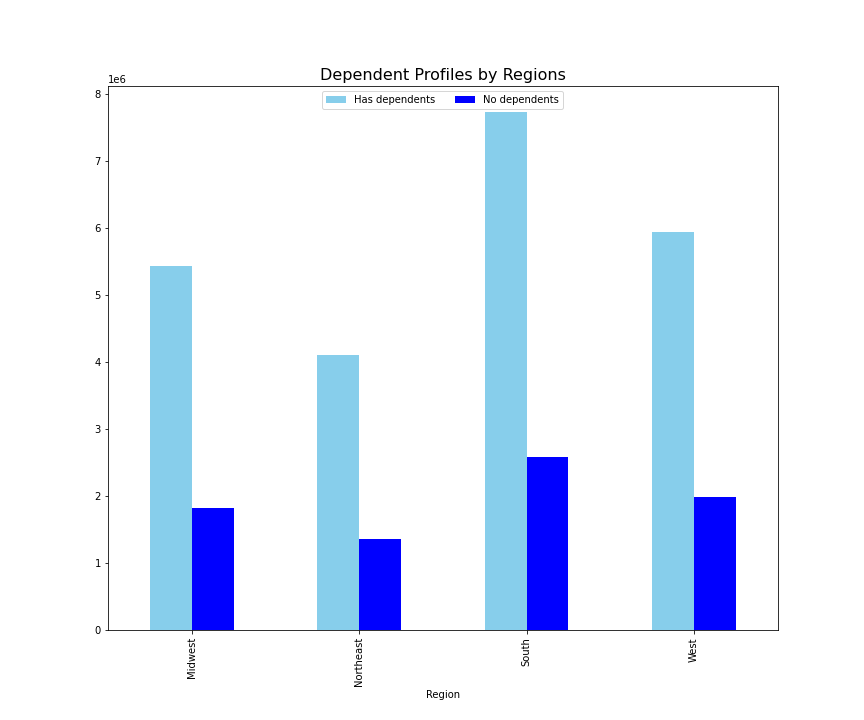 Dependent Profiles by Regions
1e6
Has dependents No dependents
8
7
6
5
4
3
2
1
0
Midwest
Northeast
South
West
Region